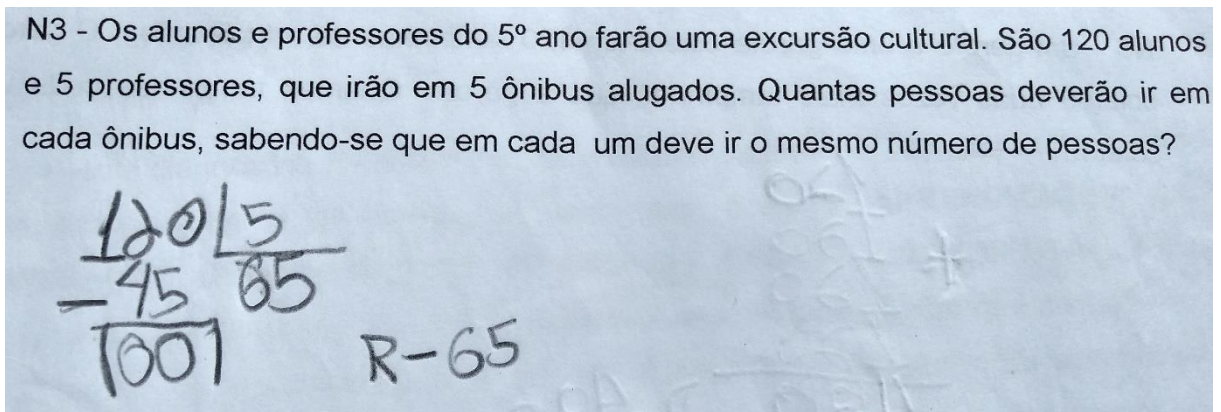 N3 - Os alunos e professores do 5º ano farão uma excursão cultural. São 120 alunos
e 5 professores, que irão em 5 ônibus alugados. Quantas pessoas deverão ir em
cada ônibus, sabendo-se que em cada um deve ir o mesmo número de pessoas?
120 5
- 45 65
1001
R-65